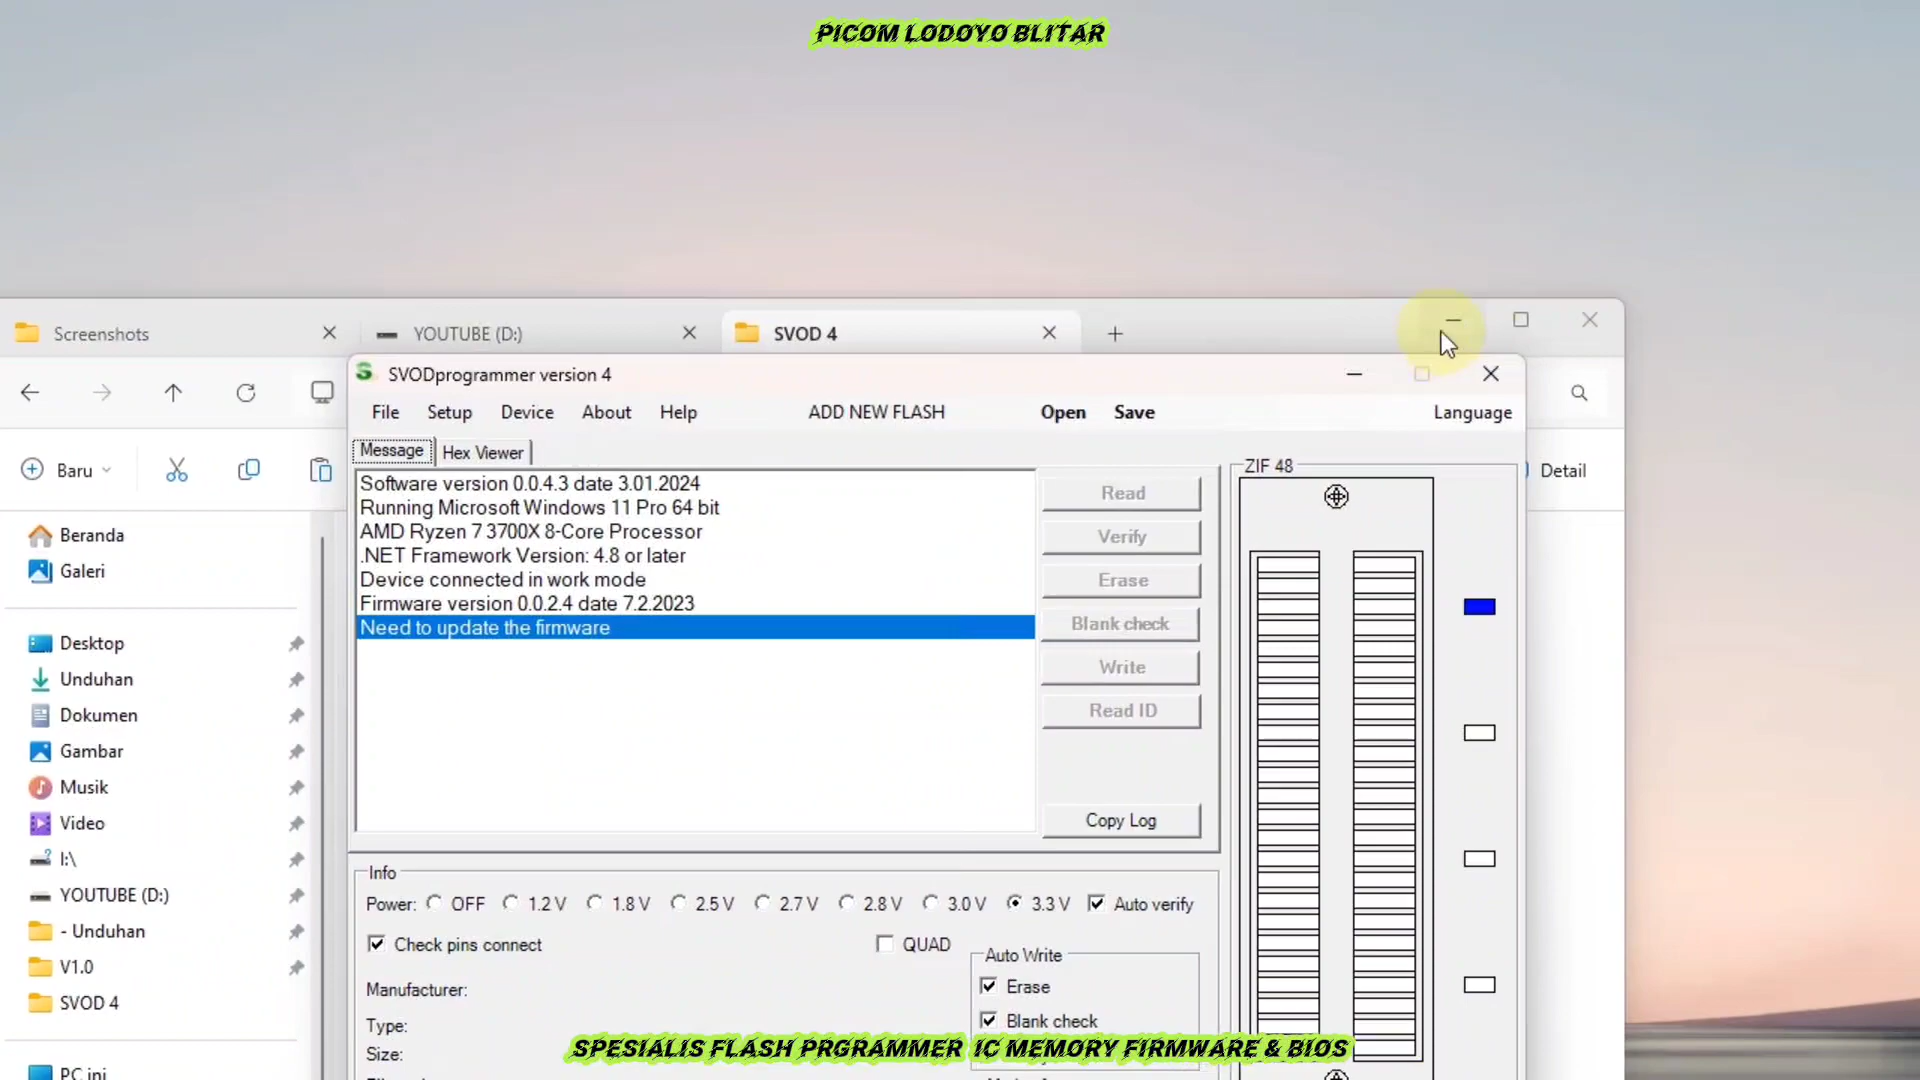 PICOM LODOYO BLITAR
Screenshots
YOUTUBE (D:)
SVOD 4
SVODprogrammer version 4
File Setup Device About Help ADD NEW FLASH Open Save Language
Baru
Detail
Message Hex Viewer
Software version 0.0.4.3 date 3.01.2024
Running Microsoft Windows 11 Pro 64 bit
AMD Ryzen 7 3700X 8-Core Processor
.NET Framework Version: 4.8 or later
Device connected in work mode
Firmware version 0.0.2.4 date 7.2.2023
Need to update the firmware
Read
Verify
Erase
Blank check
Write
Read ID
Copy Log
ZIF 48
Beranda
Galeri
Desktop
Unduhan
Dokumen
Gambar
Musik
Video
I:\
YOUTUBE (D:)
- Unduhan
V1.0
SVOD 4
PC ini
Info
Power: OFF 1.2 V 1.8 V 2.5 V 2.7 V 2.8 V 3.0 V 3.3 V Auto verify
Check pins connect
QUAD
Auto Write
Erase
Blank check
Manufacturer:
Type:
Size:
SPESIALIS FLASH PRGRAMMER IC MEMORY FIRMWARE & BIOS